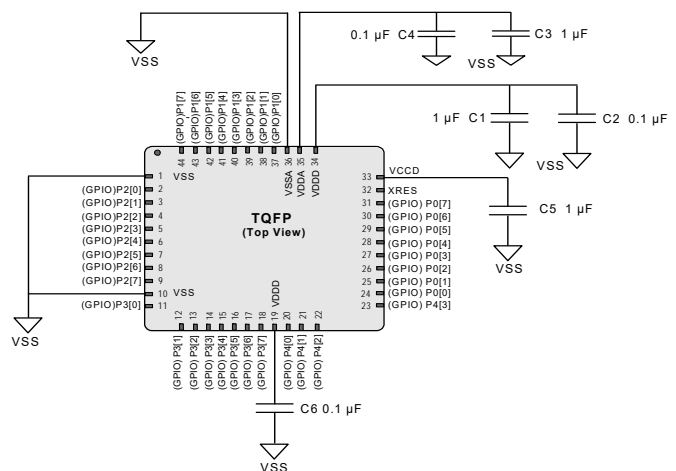 0.1 µF C4
C3 1 µF
VSS
VSS
1 µF C1
C2 0.1 µF
VSS
(GPIO)P1[7]
(GPIO)P1[6]
(GPIO)P1[5]
(GPIO)P1[4]
(GPIO)P1[3]
(GPIO)P1[2]
(GPIO)P1[1]
(GPIO)P1[0]
44
43
42
41
40
39
38
37
36
35
34
VSSA
VDDA
VDDD
1 VSS
(GPIO)P2[0] 2
(GPIO)P2[1] 3
(GPIO)P2[2] 4
(GPIO)P2[3] 5
(GPIO)P2[4] 6
(GPIO)P2[5] 7
(GPIO)P2[6] 8
(GPIO)P2[7] 9
10 VSS
(GPIO)P3[0] 11
VSS
TQFP
(Top View)
33 VCCD
32 XRES
31 (GPIO) P0[7]
30 (GPIO) P0[6]
29 (GPIO) P0[5]
28 (GPIO) P0[4]
27 (GPIO) P0[3]
26 (GPIO) P0[2]
25 (GPIO) P0[1]
24 (GPIO) P0[0]
23 (GPIO) P4[3]
C5 1 µF
VSS
VDDD
12
13
14
15
16
17
18
19
20
21
22
(GPIO) P3[1]
(GPIO) P3[2]
(GPIO) P3[3]
(GPIO) P3[4]
(GPIO) P3[5]
(GPIO) P3[6]
(GPIO) P3[7]
(GPIO) P4[0]
(GPIO) P4[1]
(GPIO) P4[2]
C6 0.1 µF
VSS